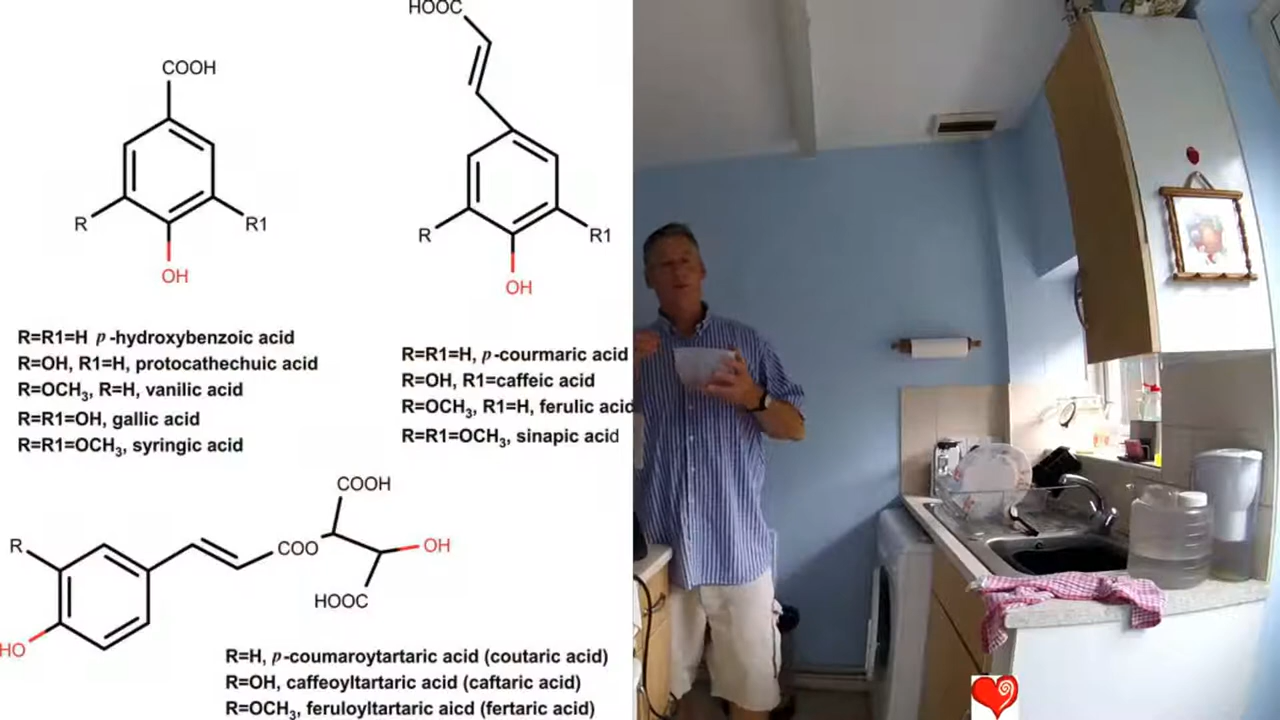 COOH
R
R1
OH
R=R1=H p-hydroxybenzoic acid
R=OH, R1=H, protocathechuic acid
R=OCH₃, R=H, vanilic acid
R=R1=OH, gallic acid
R=R1=OCH₃, syringic acid
HOOC
R
R1
OH
R=R1=H, p-courmaric acid
R=OH, R1=caffeic acid
R=OCH₃, R1=H, ferulic acid
R=R1=OCH₃, sinapic acid
COOH
R
COO
OH
HOOC
HO
R=H, p-coumaroytartaric acid (coutaric acid)
R=OH, caffeoyltartaric acid (caftaric acid)
R=OCH₃, feruloyltartaric aicd (fertaric acid)